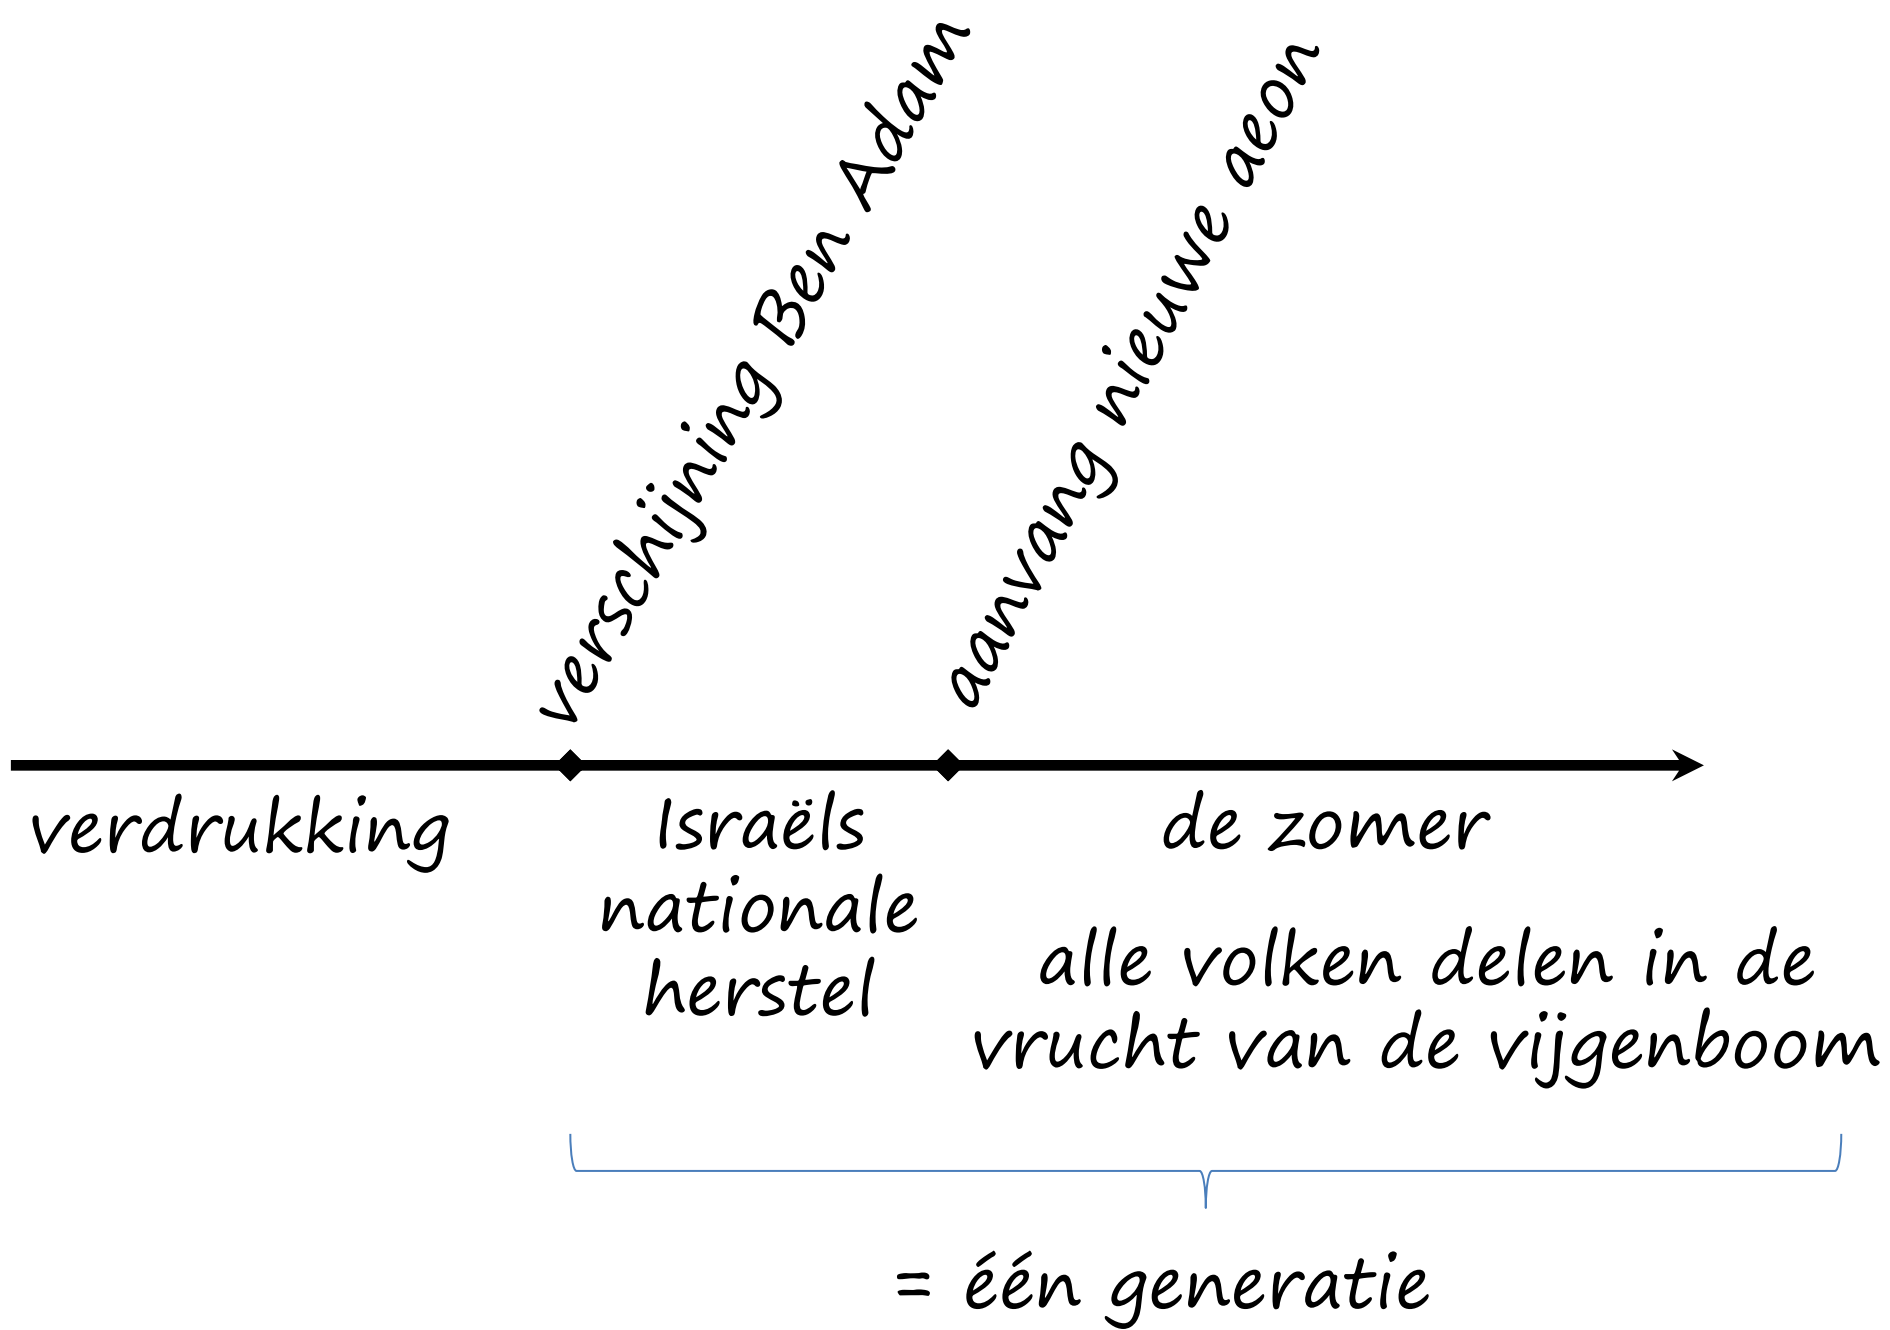 verschijning Ben Adam
aanvang nieuwe aeon
verdrukking
Israëls
nationale
herstel
de zomer
alle volken delen in de
vrucht van de vijgenboom
= één generatie